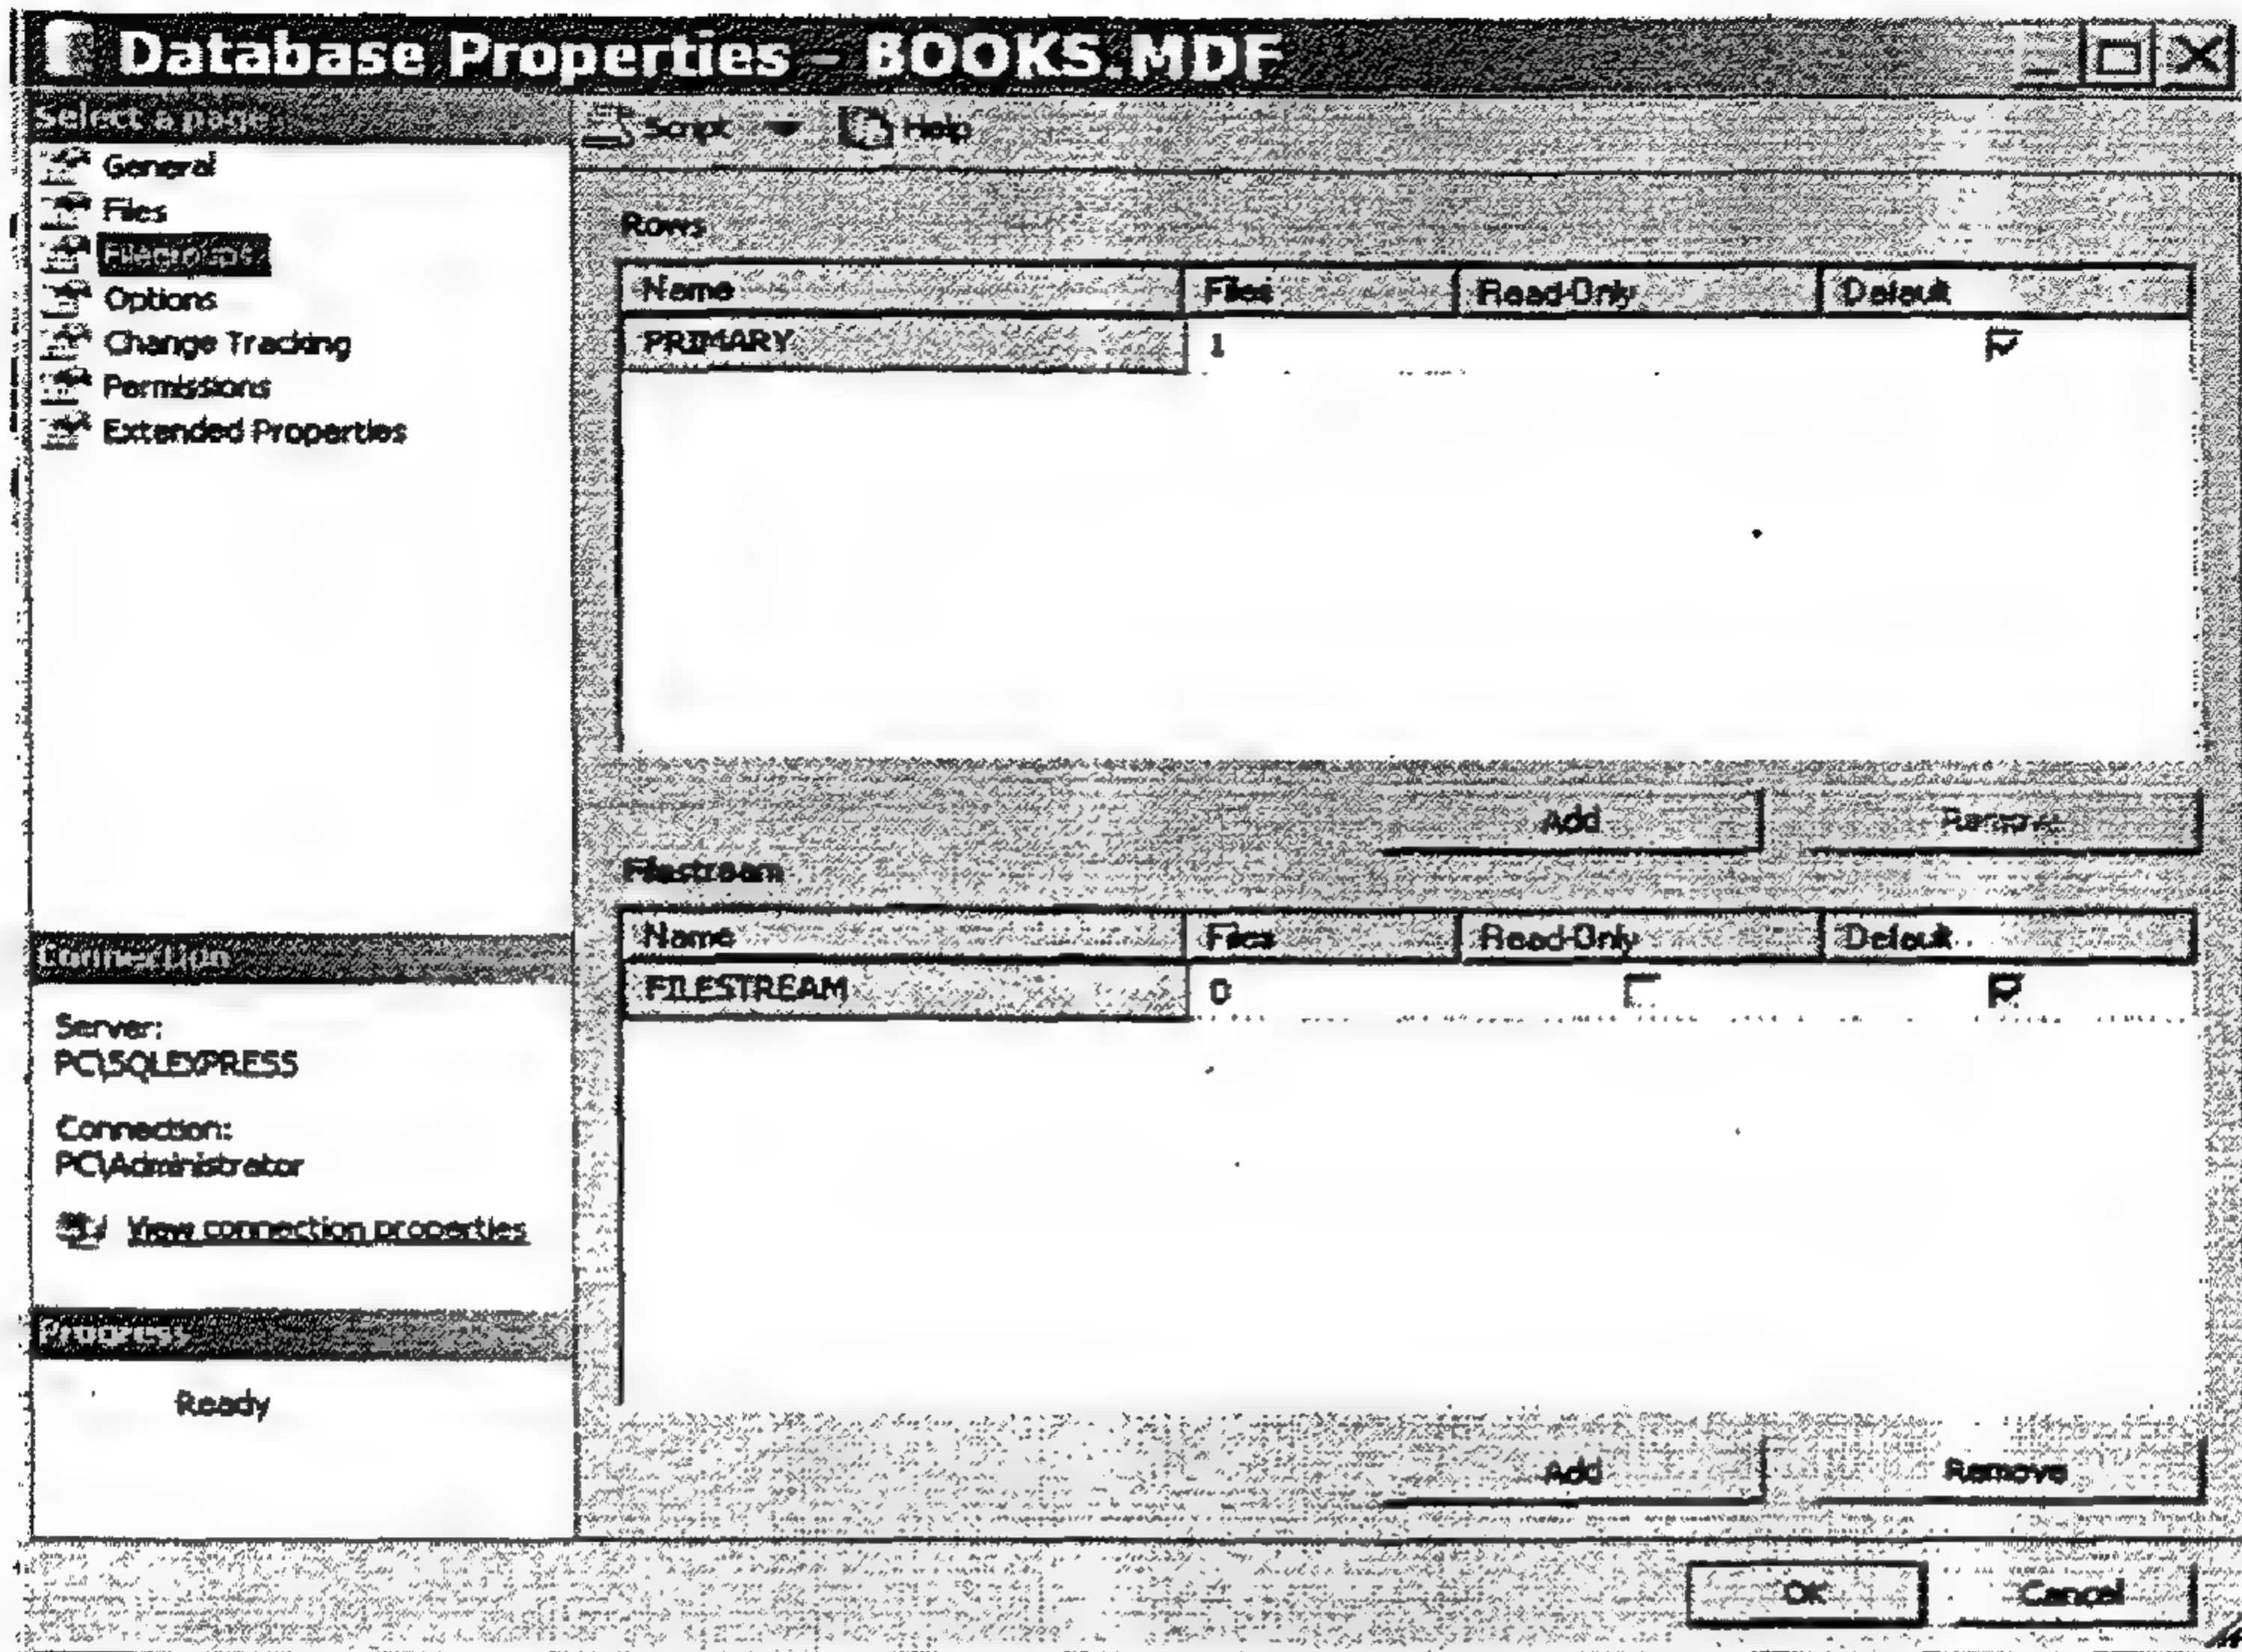 Database Properties - BOOKS.MDF
Select a page
General
Files
Filegroups
Options
Change Tracking
Permissions
Extended Properties
Script Help
Rows
Name Files Read-Only Default
PRIMARY 1
Add Remove
Filestream
Name Files Read-Only Default
FILESTREAM 0
Add Remove
Connection
Server:
PC\SQLEXPRESS
Connection:
PC\Administrator
View connection properties
Progress
Ready
OK Cancel